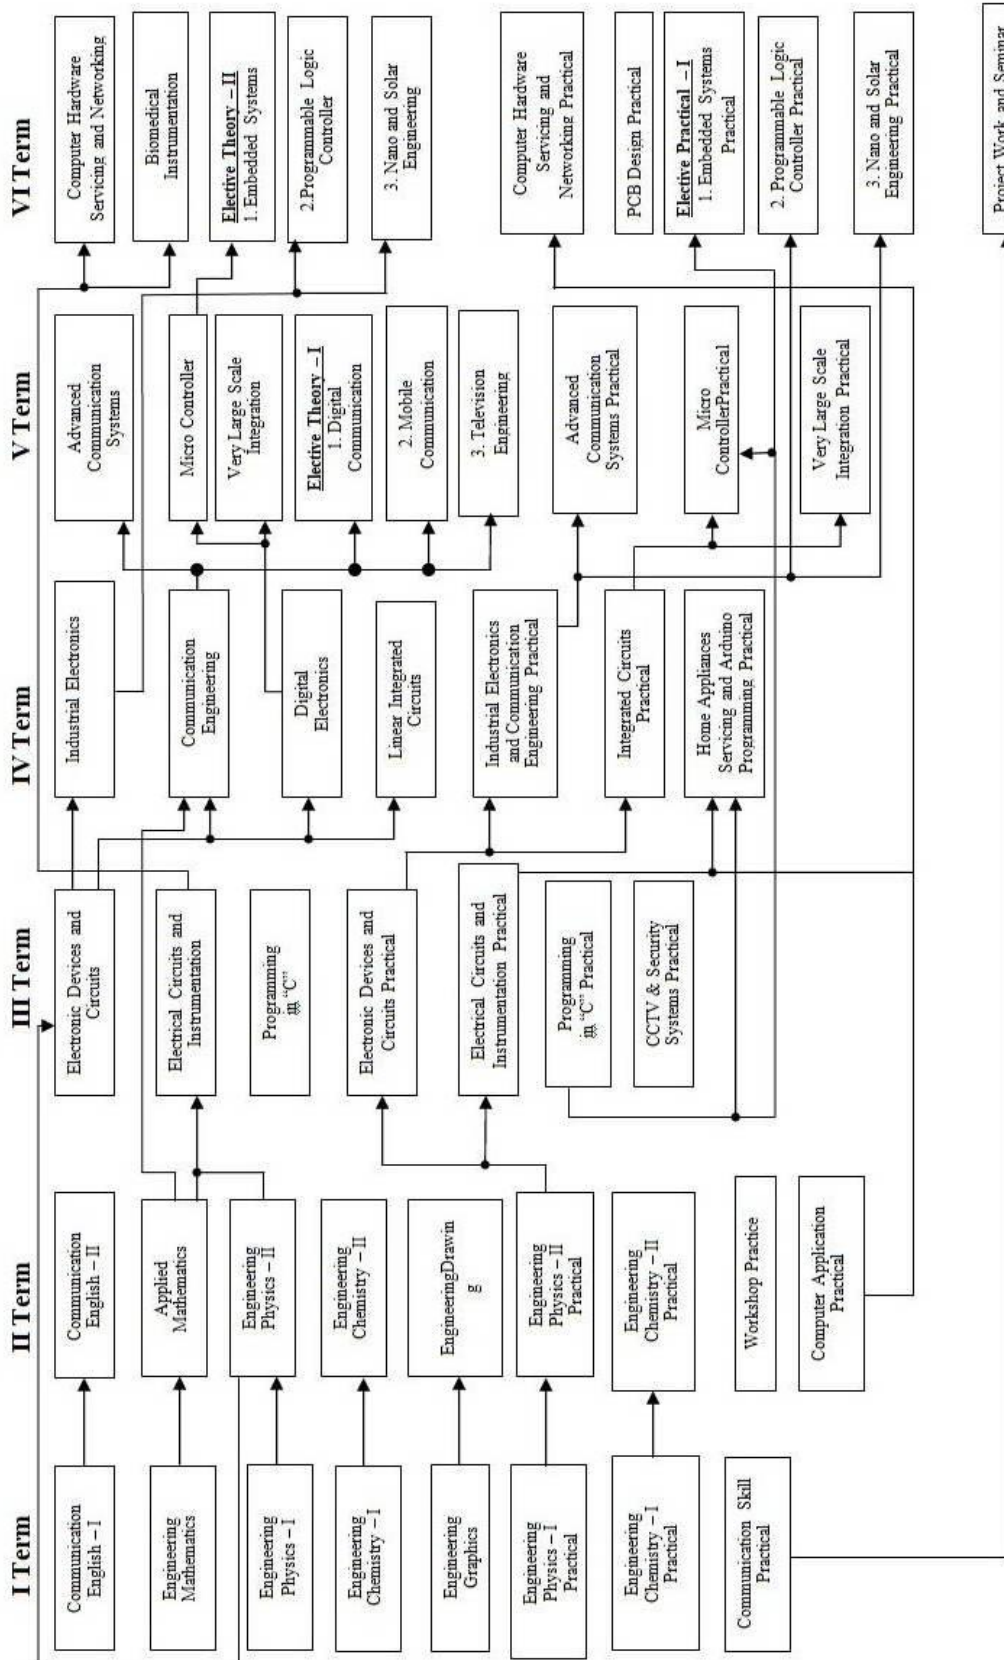 I Term
Communication
English – I
Engineering
Mathematics
Engineering
Physics – I
Engineering
Chemistry – I
Engineering
Graphics
Engineering
Physics – I
Practical
Engineering
Chemistry – I
Practical
Communication Skill
Practical
II Term
Communication
English – II
Applied
Mathematics
Engineering
Physics – II
Engineering
Chemistry – II
EngineeringDrawin
g
Engineering
Physics – II
Practical
Engineering
Chemistry – II
Practical
Workshop Practice
Computer Application
Practical
III Term
Electronic Devices and
Circuits
Electrical Circuits and
Instrumentation
Programming
in “C”
Electronic Devices and
Circuits Practical
Electrical Circuits and
Instrumentation Practical
Programming
in “C” Practical
CCTV & Security
Systems Practical
IV Term
Industrial Electronics
Communication
Engineering
Digital
Electronics
Linear Integrated
Circuits
Industrial Electronics
and Communication
Engineering Practical
Integrated Circuits
Practical
Home Appliances
Servicing and Arduino
Programming Practical
V Term
Advanced
Communication
Systems
Micro Controller
Very Large Scale
Integration
Elective Theory – I
1. Digital
Communication
2. Mobile
Communication
3. Television
Engineering
Advanced
Communication
Systems Practical
Micro
ControllerPractical
Very Large Scale
Integration Practical
VI Term
Computer Hardware
Servicing and Networking
Biomedical
Instrumentation
Elective Theory – II
1. Embedded Systems
2.Programmable Logic
Controller
3. Nano and Solar
Engineering
Computer Hardware
Servicing and
Networking Practical
PCB Design Practical
Elective Practical – I
1. Embedded Systems
Practical
2. Programmable Logic
Controller Practical
3. Nano and Solar
Engineering Practical
Project Work and Seminar